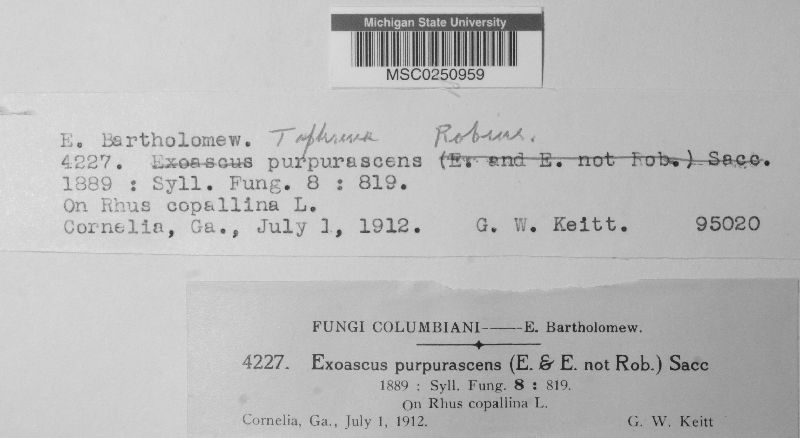 Michigan State University
MSC0250959
E. Bartholomew. Taphrina Robins.
4227. Exoascus purpurascens (E. and E. not Rob.) Sacc.
1889 : Syll. Fung. 8 : 819.
On Rhus copallina L.
Cornelia, Ga., July 1, 1912. G. W. Keitt. 95020
FUNGI COLUMBIANI——E. Bartholomew.
4227. Exoascus purpurascens (E. & E. not Rob.) Sacc
1889 : Syll. Fung. 8 : 819.
On Rhus copallina L.
Cornelia, Ga., July 1, 1912. G. W. Keitt